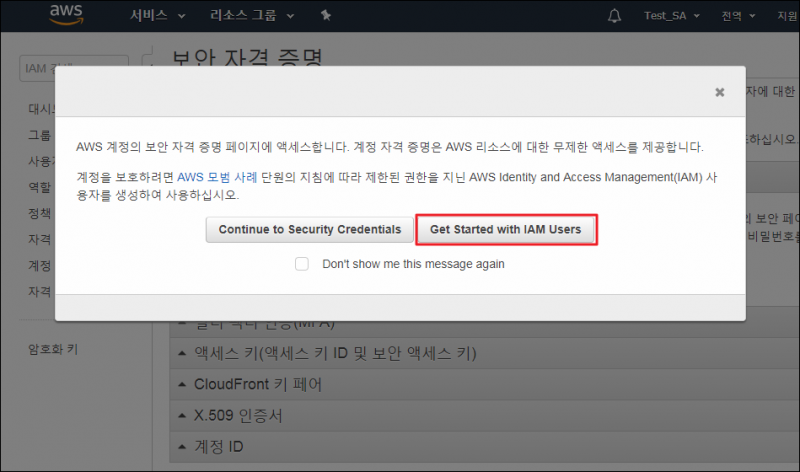 aws 서비스 리소스 그룹 Test_SA 전역 지원
보안 자격 증명
IAM
자에 대한
대시보
그룹
AWS 계정의 보안 자격 증명 페이지에 액세스합니다. 계정 자격 증명은 AWS 리소스에 대한 무제한 액세스를 제공합니다.
하십시오.
계정을 보호하려면 AWS 모범 사례 단원의 지침에 따라 제한된 권한을 지닌 AWS Identity and Access Management(IAM) 사
용자를 생성하여 사용하십시오.
사용자
역할
정책
자격
계정
자격
Continue to Security Credentials
Get Started with IAM Users
의 보안 페이
비밀번호를
Don't show me this message again
멀티 팩터 인증(MFA)
암호화 키
액세스 키(액세스 키 ID 및 보안 액세스 키)
CloudFront 키 페어
X.509 인증서
계정 ID